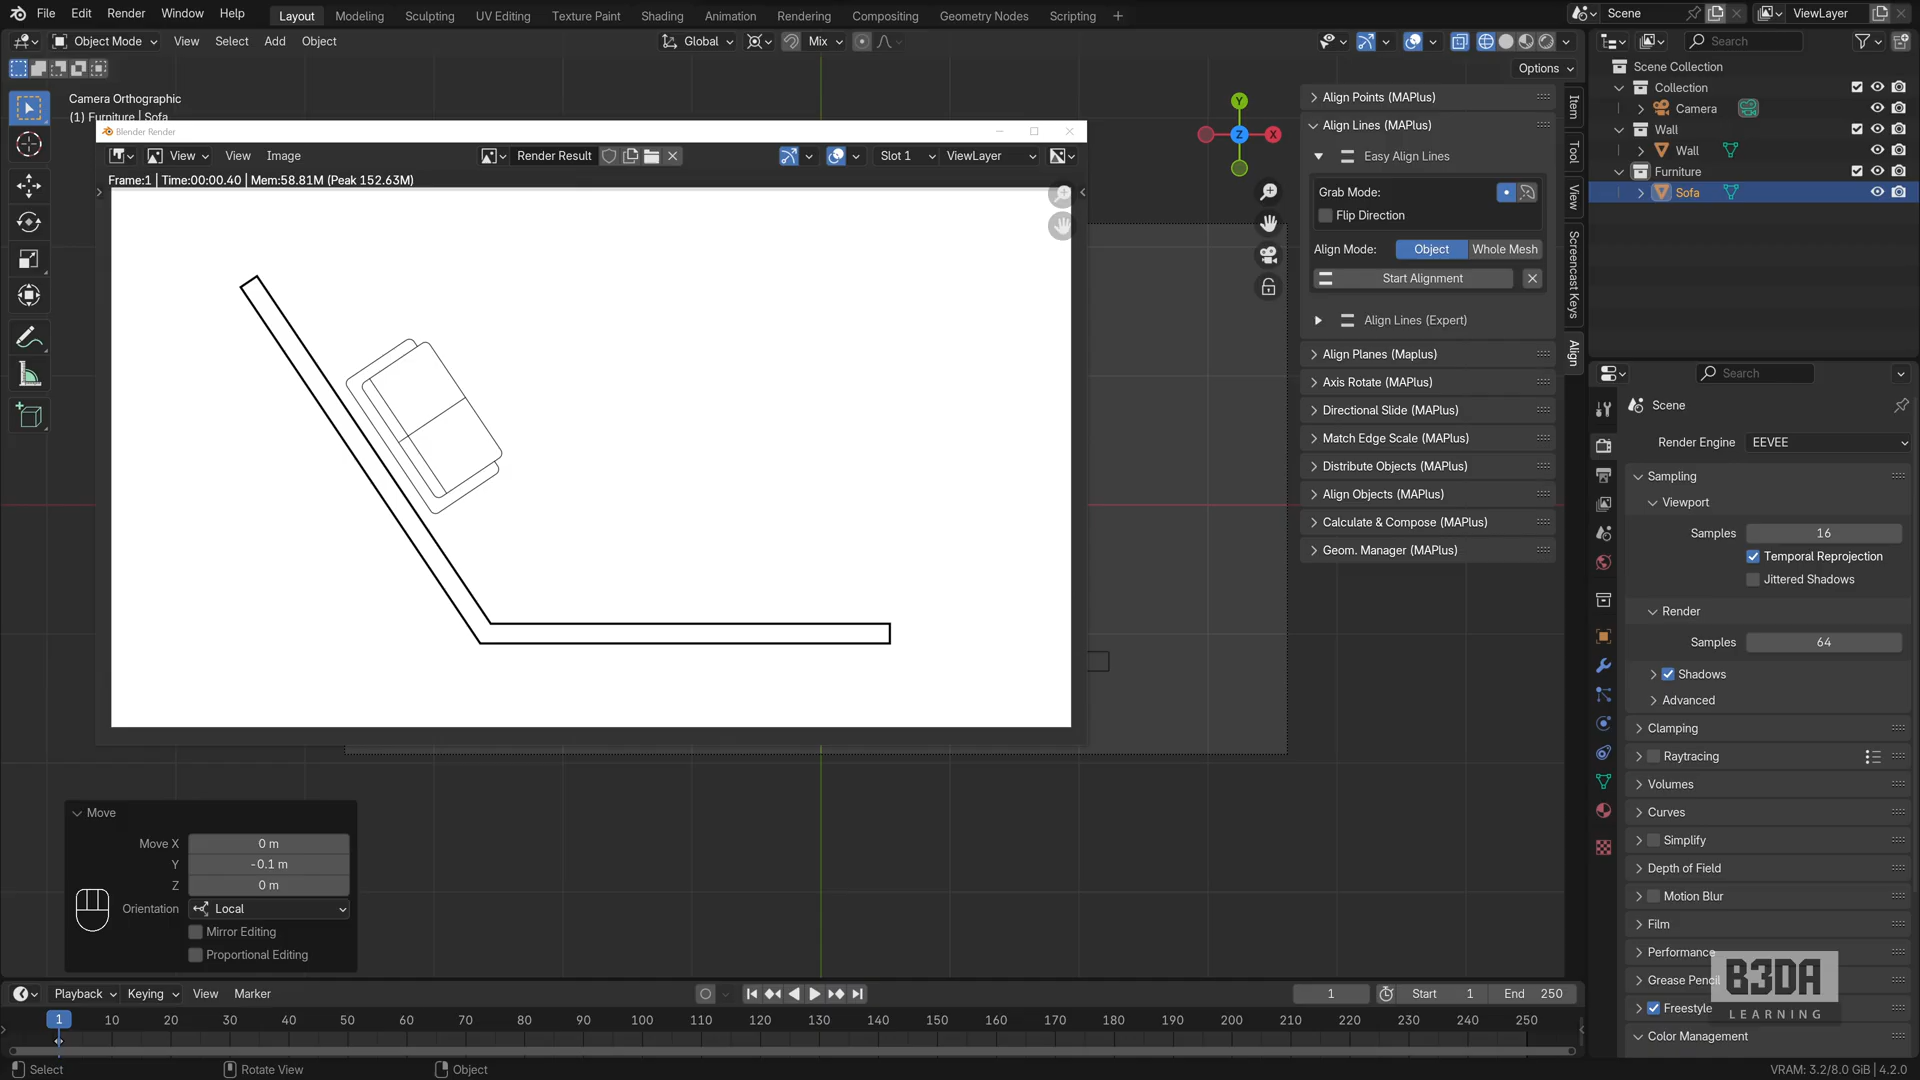 File Edit Render Window Help Layout Modeling Sculpting UV Editing Texture Paint Shading Animation Rendering Compositing Geometry Nodes Scripting + Scene ViewLayer
Object Mode View Select Add Object Global Mix Search
Options
Camera Orthographic
(1) Furniture | Sofa
Blender Render
View View Image Render Result Slot 1 ViewLayer
Frame:1 | Time:00:00.40 | Mem:58.81M (Peak 152.63M)
Y
Z
X
Align Points (MAPlus)
Align Lines (MAPlus)
Easy Align Lines
Grab Mode:
Flip Direction
Align Mode: Object Whole Mesh
Start Alignment
Align Lines (Expert)
Align Planes (Maplus)
Axis Rotate (MAPlus)
Directional Slide (MAPlus)
Match Edge Scale (MAPlus)
Distribute Objects (MAPlus)
Align Objects (MAPlus)
Calculate & Compose (MAPlus)
Geom. Manager (MAPlus)
Item
Tool
View
Screencast Keys
Align
Scene Collection
Collection
Camera
Wall
Wall
Furniture
Sofa
Search
Scene
Render Engine EEVEE
Sampling
Viewport
Samples 16
Temporal Reprojection
Jittered Shadows
Render
Samples 64
Shadows
Advanced
Clamping
Raytracing
Volumes
Curves
Simplify
Depth of Field
Motion Blur
Film
Performance
Grease Pencil
Freestyle
Color Management
B3DA
LEARNING
Move
Move X 0 m
Y -0.1 m
Z 0 m
Orientation Local
Mirror Editing
Proportional Editing
Playback Keying View Marker 1 Start 1 End 250
1 10 20 30 40 50 60 70 80 90 100 110 120 130 140 150 160 170 180 190 200 210 220 230 240 250
Select Rotate View Object VRAM: 3.2/8.0 GiB | 4.2.0